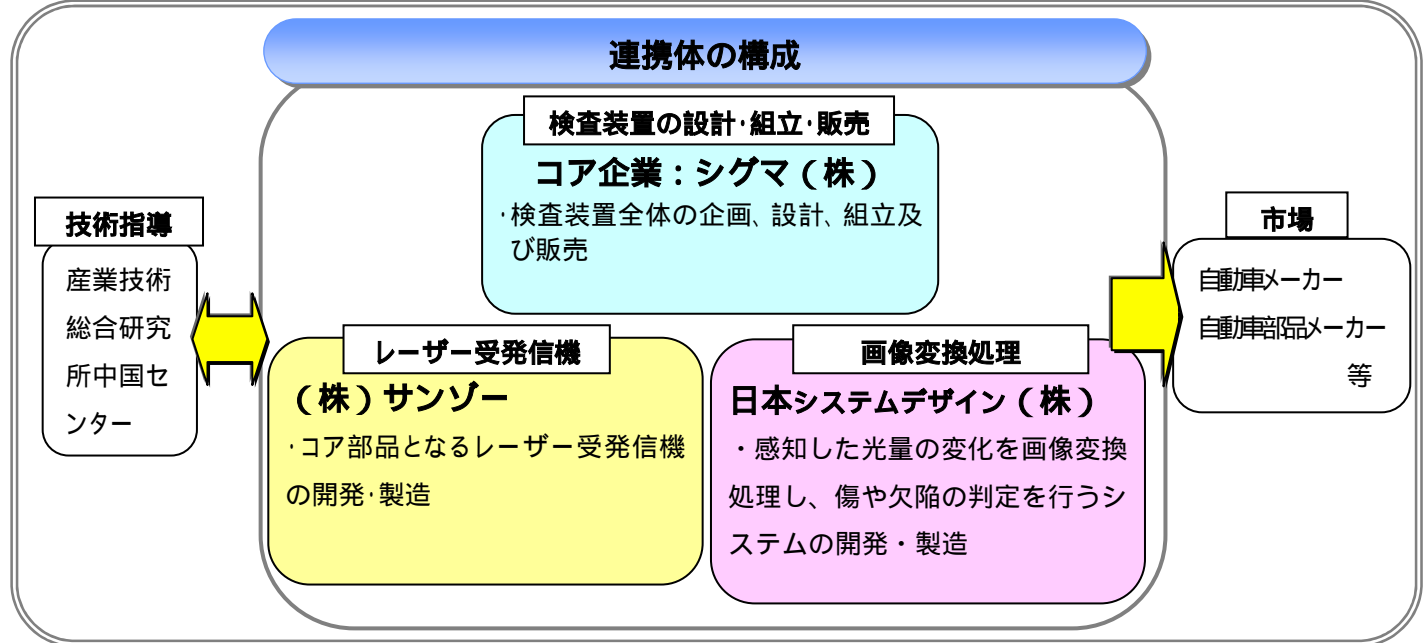 連携体の構成
検査装置の設計・組立・販売
コア企業：シグマ（株）
・検査装置全体の企画、設計、組立及
び販売
技術指導
産業技術
総合研究
所中国セ
ンター
レーザー受発信機
（株）サンゾー
・コア部品となるレーザー受発信機
の開発・製造
画像変換処理
日本システムデザイン（株）
・感知した光量の変化を画像変換
処理し、傷や欠陥の判定を行うシ
ステムの開発・製造
市場
自動車メーカー
自動車部品メーカー
等